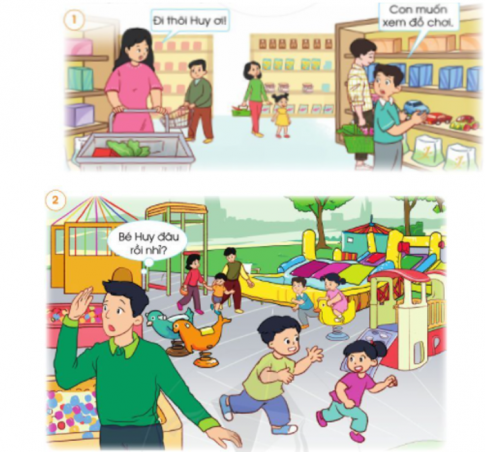 1
Đi thôi Huy ơi!
Con muốn
xem đồ chơi.
2
Bé Huy đâu
rồi nhỉ?